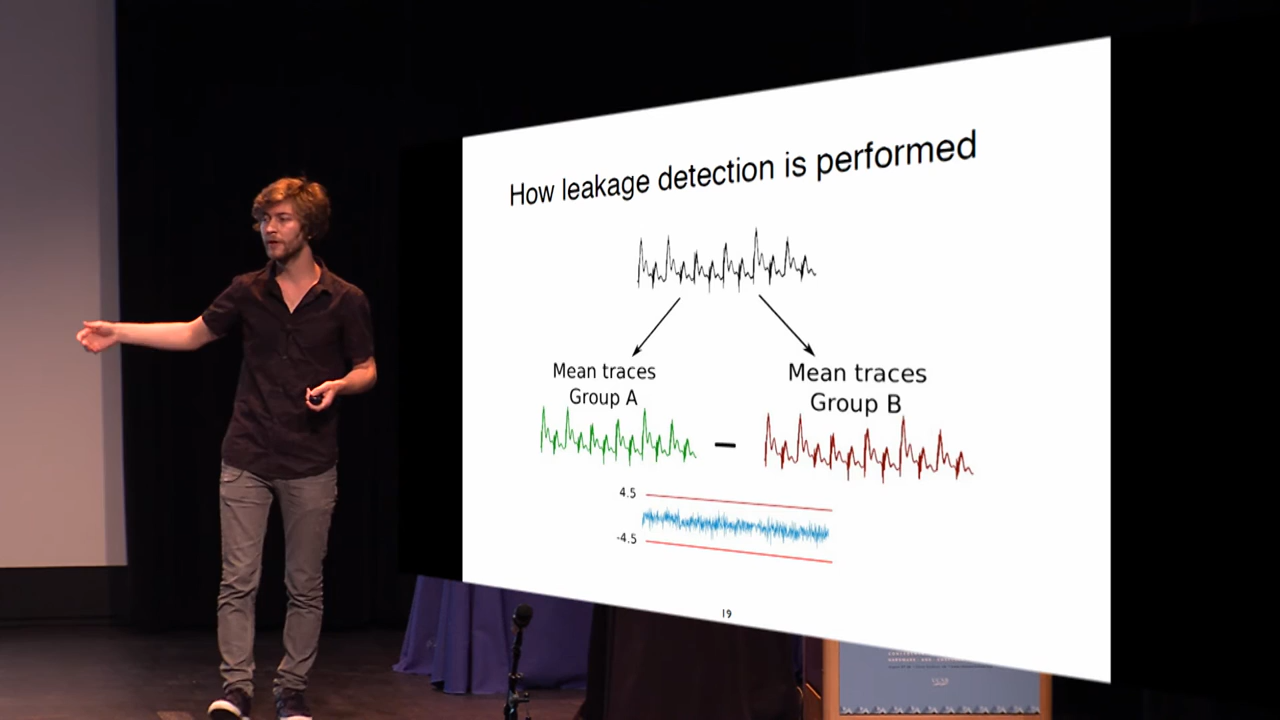 How leakage detection is performed
Mean traces
Group A
Mean traces
Group B
4.5
-4.5
19